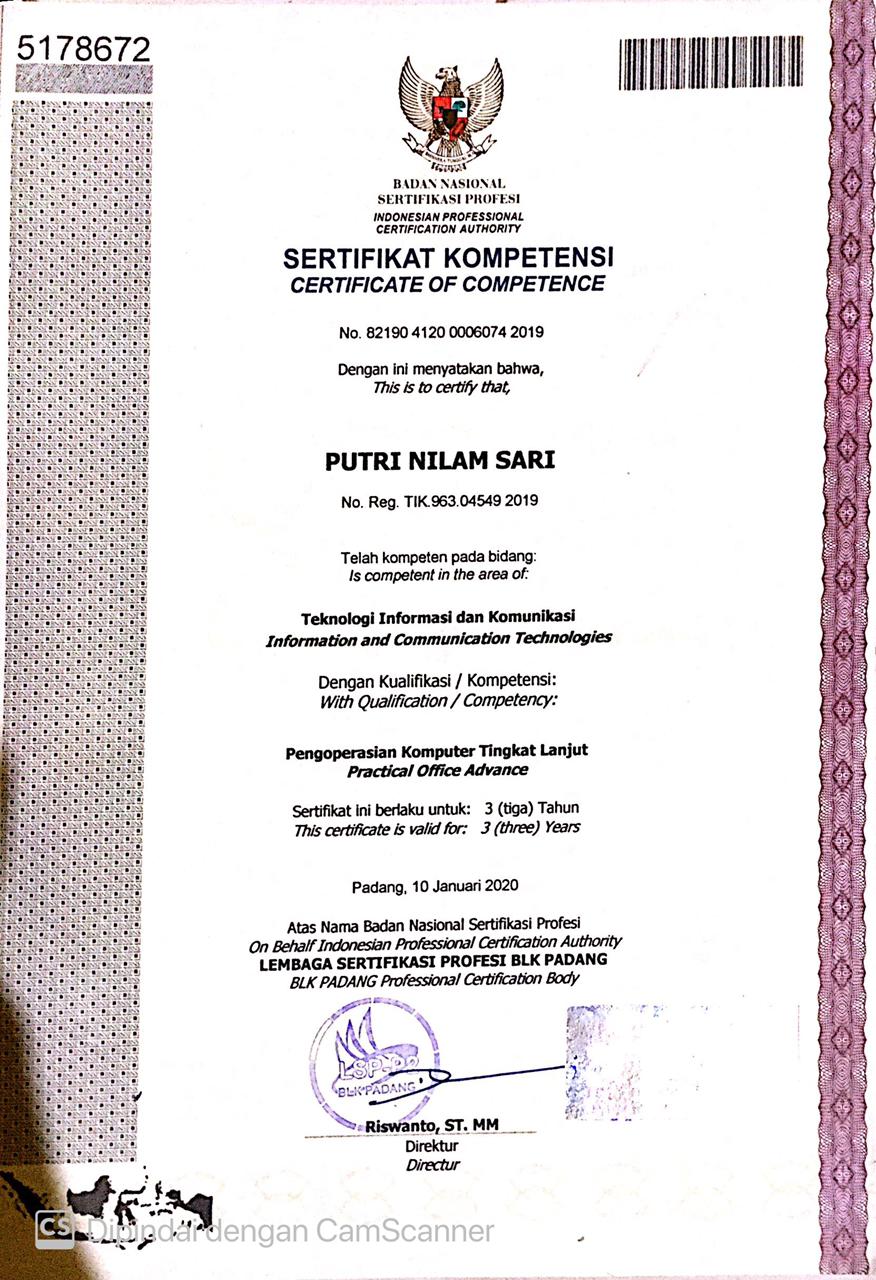 5178672
BADAN NASIONAL
SERTIFIKASI PROFESI
INDONESIAN PROFESSIONAL
CERTIFICATION AUTHORITY
SERTIFIKAT KOMPETENSI
CERTIFICATE OF COMPETENCE
No. 82190 4120 0006074 2019
Dengan ini menyatakan bahwa,
This is to certify that,
PUTRI NILAM SARI
No. Reg. TIK.963.04549 2019
Telah kompeten pada bidang:
Is competent in the area of:
Teknologi Informasi dan Komunikasi
Information and Communication Technologies
Dengan Kualifikasi / Kompetensi:
With Qualification / Competency:
Pengoperasian Komputer Tingkat Lanjut
Practical Office Advance
Sertifikat ini berlaku untuk: 3 (tiga) Tahun
This certificate is valid for: 3 (three) Years
Padang, 10 Januari 2020
Atas Nama Badan Nasional Sertifikasi Profesi
On Behalf Indonesian Professional Certification Authority
LEMBAGA SERTIFIKASI PROFESI BLK PADANG
BLK PADANG Professional Certification Body
BLK PADANG
Riswanto, ST. MM
Direktur
Directur
CS Dipindai dengan CamScanner